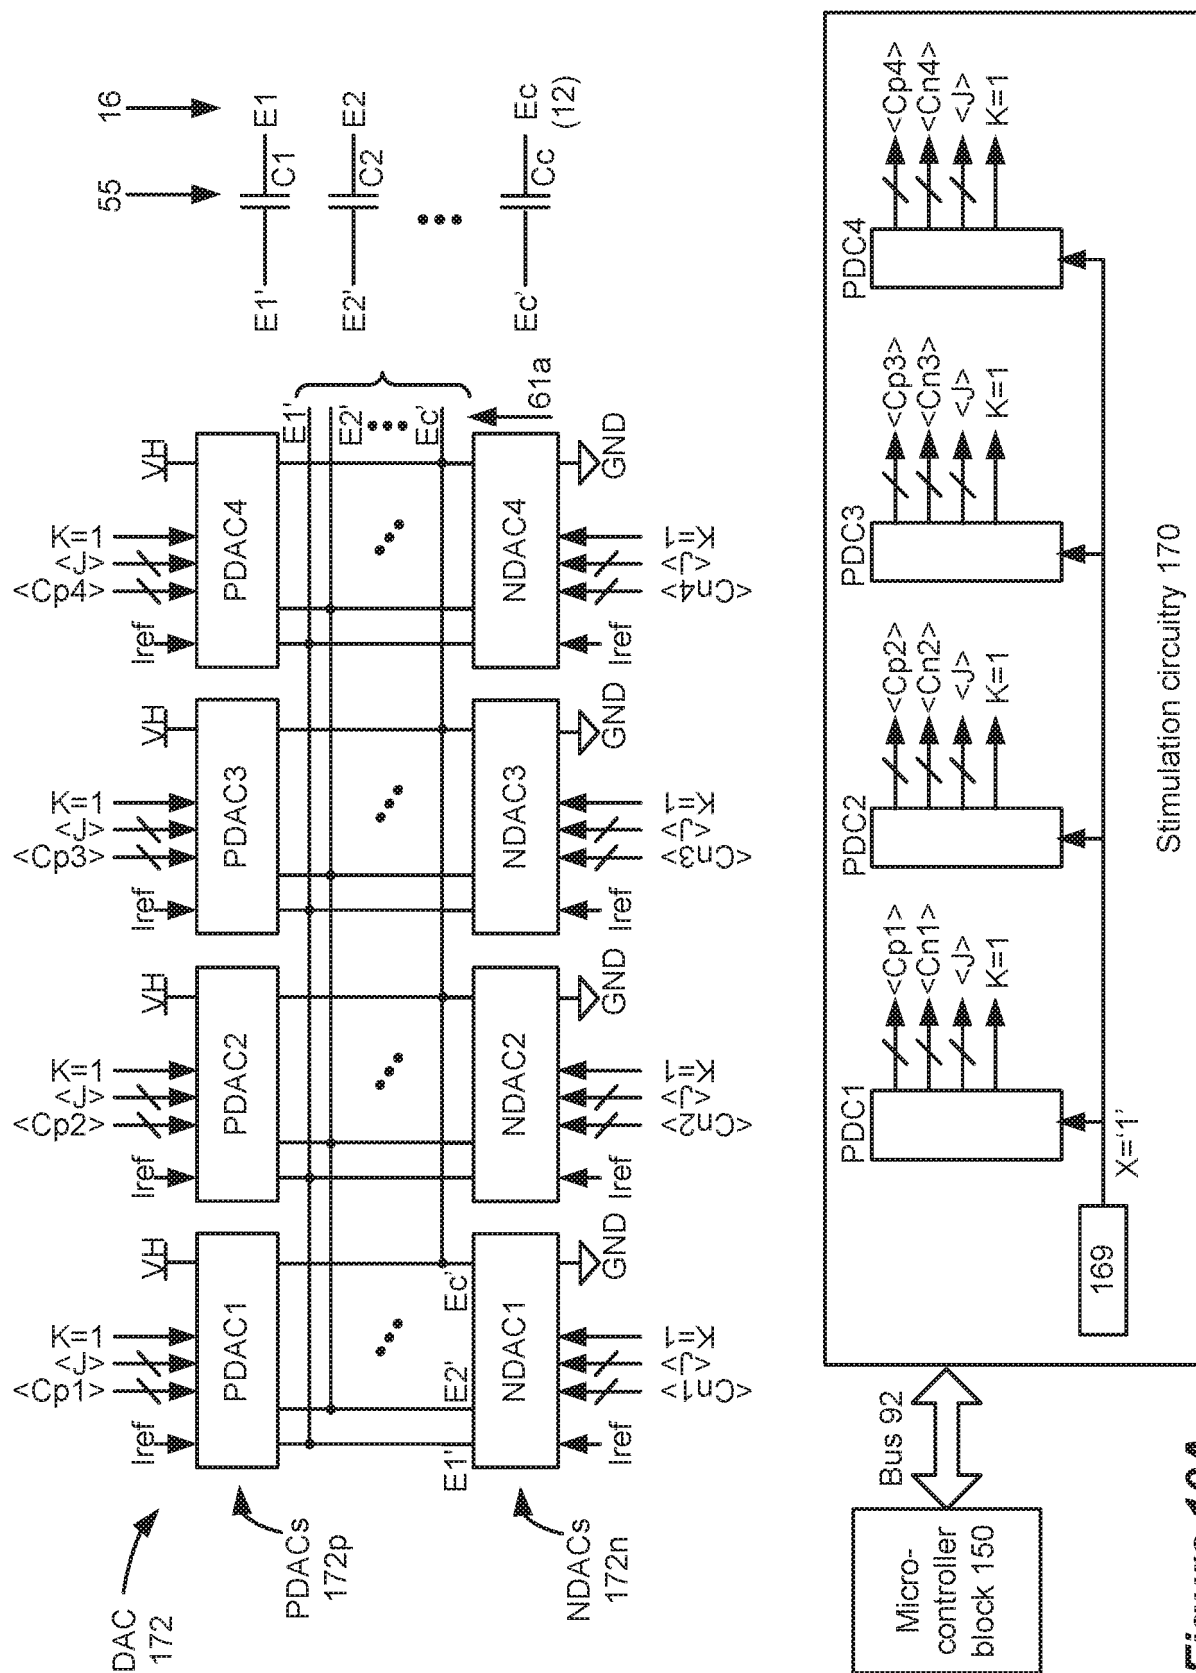 DAC
172
PDACs
172p
NDACs
172n
<Cp1>
<J>
K=1
Iref
VH
PDAC1
E1'
E2'
Ec'
NDAC1
Iref
<Cn1>
<J>
K=1
GND
<Cp2>
<J>
K=1
Iref
VH
PDAC2
NDAC2
Iref
<Cn2>
<J>
K=1
GND
<Cp3>
<J>
K=1
Iref
VH
PDAC3
NDAC3
Iref
<Cn3>
<J>
K=1
GND
<Cp4>
<J>
K=1
Iref
VH
PDAC4
NDAC4
Iref
<Cn4>
<J>
K=1
GND
E1'
E2'
Ec'
61a
55
16
E1'
C1
E1
E2'
C2
E2
Ec'
Cc
Ec
(12)
Micro-
controller
block 150
Bus 92
169
X='1'
PDC1
<Cp1>
<Cn1>
<J>
K=1
PDC2
<Cp2>
<Cn2>
<J>
K=1
PDC3
<Cp3>
<Cn3>
<J>
K=1
PDC4
<Cp4>
<Cn4>
<J>
K=1
Stimulation circuitry 170
Figure 10A